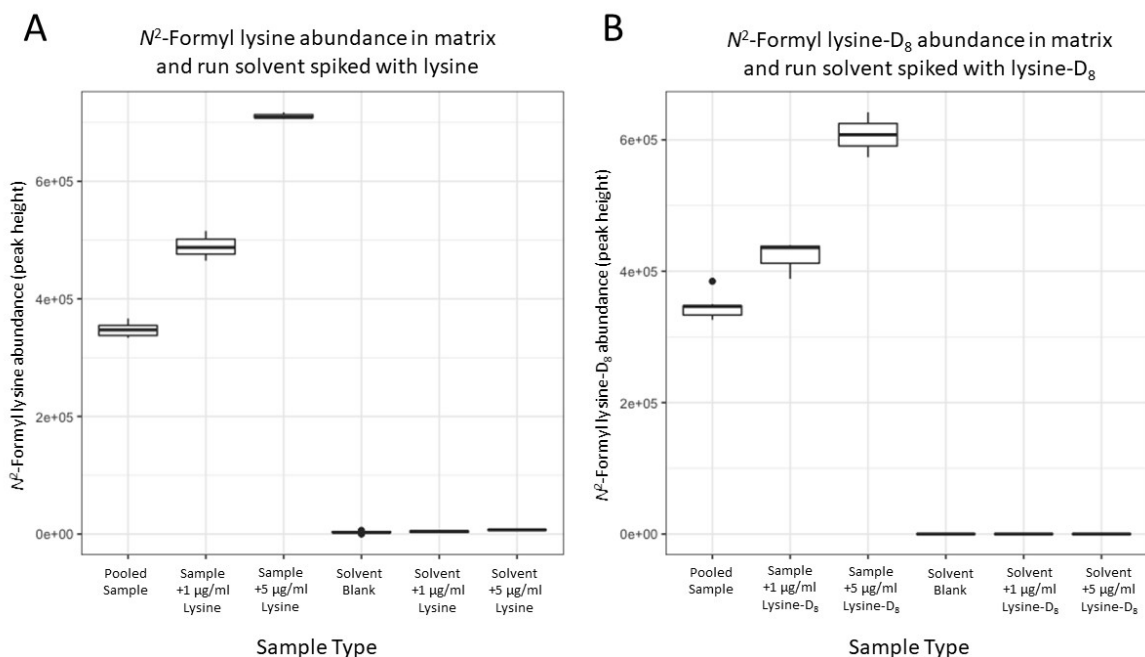 A
N²-Formyl lysine abundance in matrix
and run solvent spiked with lysine
N²-Formyl lysine abundance (peak height)
6e+05
4e+05
2e+05
0e+00
Pooled
Sample
Sample
+1 µg/ml
Lysine
Sample
+5 µg/ml
Lysine
Solvent
Blank
Solvent
+1 µg/ml
Lysine
Solvent
+5 µg/ml
Lysine
Sample Type
B
N²-Formyl lysine-D₈ abundance in matrix
and run solvent spiked with lysine-D₈
N²-Formyl lysine-D₈ abundance (peak height)
6e+05
4e+05
2e+05
0e+00
Pooled
Sample
Sample
+1 µg/ml
Lysine-D₈
Sample
+5 µg/ml
Lysine-D₈
Solvent
Blank
Solvent
+1 µg/ml
Lysine-D₈
Solvent
+5 µg/ml
Lysine-D₈
Sample Type